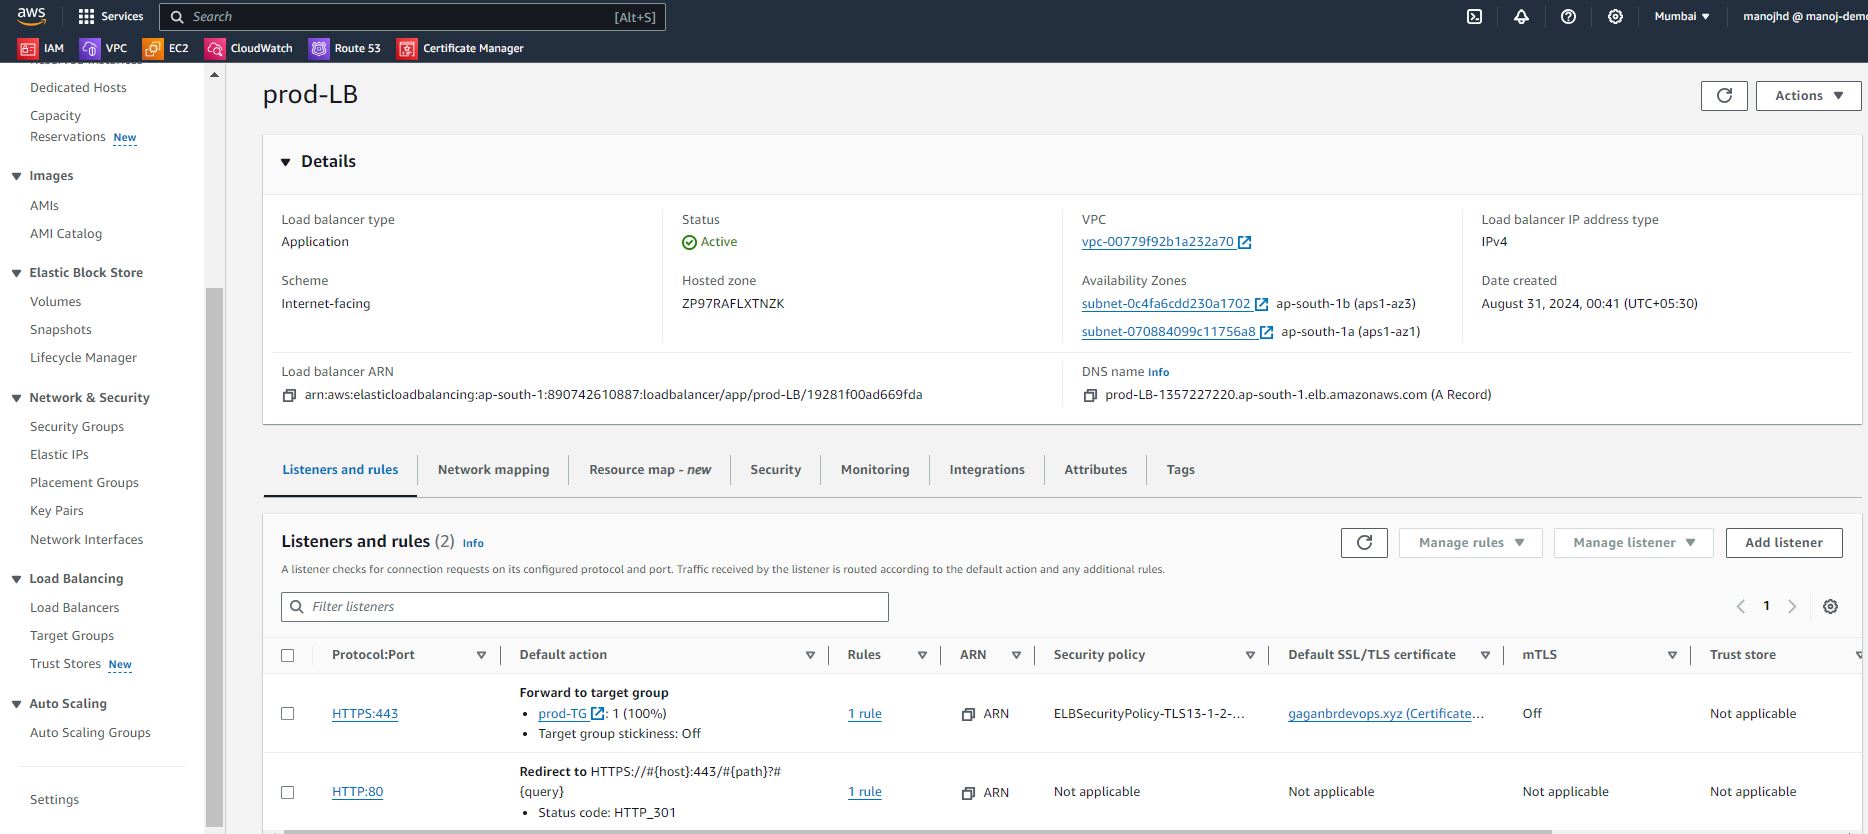 aws
Services
Search
[Alt+S]
Mumbai ▼
manojhd @ manoj-dem
IAM
VPC
EC2
CloudWatch
Route 53
Certificate Manager
Reserved Instances
Dedicated Hosts
Capacity
Reservations New
Images
AMIs
AMI Catalog
Elastic Block Store
Volumes
Snapshots
Lifecycle Manager
Network & Security
Security Groups
Elastic IPs
Placement Groups
Key Pairs
Network Interfaces
Load Balancing
Load Balancers
Target Groups
Trust Stores New
Auto Scaling
Auto Scaling Groups
Settings
prod-LB
Actions ▼
Details
Load balancer type
Application
Status
Active
VPC
vpc-00779f92b1a232a70
Load balancer IP address type
IPv4
Scheme
Internet-facing
Hosted zone
ZP97RAFLXTNZK
Availability Zones
subnet-0c4fa6cdd230a1702 ap-south-1b (aps1-az3)
subnet-070884099c11756a8 ap-south-1a (aps1-az1)
Date created
August 31, 2024, 00:41 (UTC+05:30)
Load balancer ARN
arn:aws:elasticloadbalancing:ap-south-1:890742610887:loadbalancer/app/prod-LB/19281f00ad669fda
DNS name Info
prod-LB-1357227220.ap-south-1.elb.amazonaws.com (A Record)
Listeners and rules
Network mapping
Resource map - new
Security
Monitoring
Integrations
Attributes
Tags
Listeners and rules (2) Info
Manage rules ▼
Manage listener ▼
Add listener
A listener checks for connection requests on its configured protocol and port. Traffic received by the listener is routed according to the default action and any additional rules.
Filter listeners
1
Protocol:Port
Default action
Rules
ARN
Security policy
Default SSL/TLS certificate
mTLS
Trust store
HTTPS:443
Forward to target group
• prod-TG : 1 (100%)
• Target group stickiness: Off
1 rule
ARN
ELBSecurityPolicy-TLS13-1-2-...
gaganbrdevops.xyz (Certificate...
Off
Not applicable
HTTP:80
Redirect to HTTPS://#{host}:443/#{path}?#
{query}
• Status code: HTTP_301
1 rule
ARN
Not applicable
Not applicable
Not applicable
Not applicable